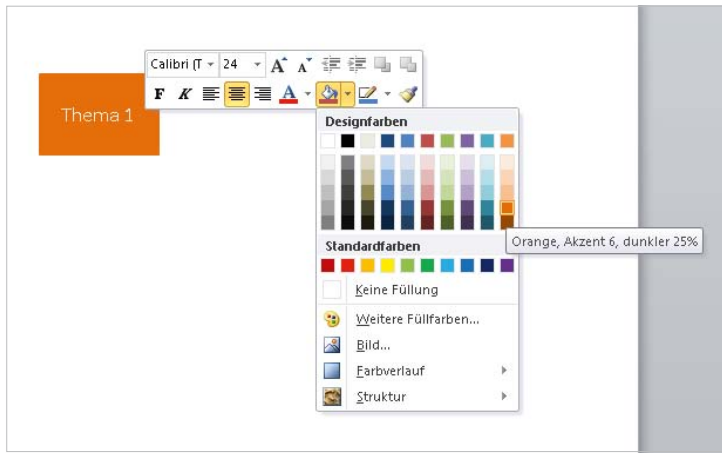 Calibri (T 24 A A
F K A
Thema 1
Designfarben
Orange, Akzent 6, dunkler 25%
Standardfarben
Keine Füllung
Weitere Füllfarben...
Bild...
Farbverlauf
Struktur